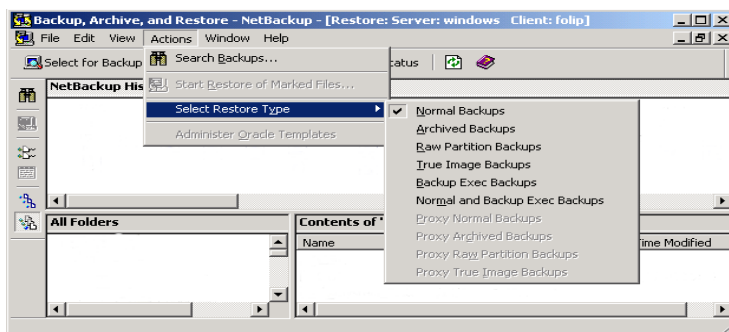 Backup, Archive, and Restore - NetBackup - [Restore: Server: windows Client: folip]
File Edit View Actions Window Help
Select for Backup
atus
Search Backups...
Start Restore of Marked Files...
Select Restore Type
Administer Oracle Templates
NetBackup His
Normal Backups
Archived Backups
Raw Partition Backups
True Image Backups
Backup Exec Backups
Normal and Backup Exec Backups
Proxy Normal Backups
Proxy Archived Backups
Proxy Raw Partition Backups
Proxy True Image Backups
All Folders
Contents of '
Name
ime Modified